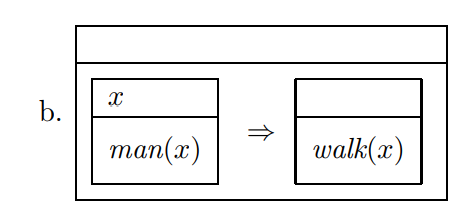 x
b.
man(x) ⇒ walk(x)